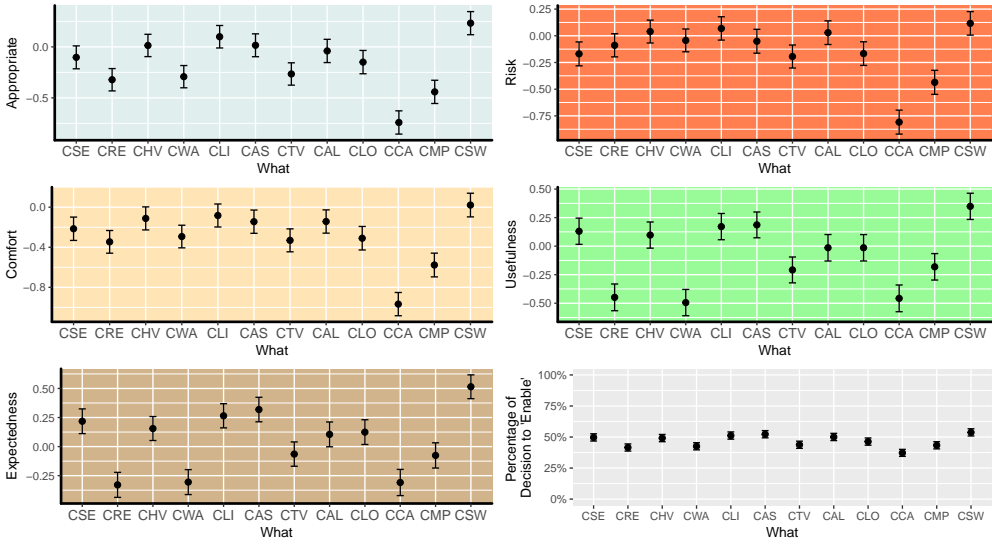 Appropriate
0.0
−0.5
CSE CRE CHV CWA CLI CAS CTV CAL CLO CCA CMP CSW
What
Risk
0.25
0.00
−0.25
−0.50
−0.75
CSE CRE CHV CWA CLI CAS CTV CAL CLO CCA CMP CSW
What
Comfort
0.0
−0.4
−0.8
CSE CRE CHV CWA CLI CAS CTV CAL CLO CCA CMP CSW
What
Usefulness
0.50
0.25
0.00
−0.25
−0.50
CSE CRE CHV CWA CLI CAS CTV CAL CLO CCA CMP CSW
What
Expectedness
0.50
0.25
0.00
−0.25
CSE CRE CHV CWA CLI CAS CTV CAL CLO CCA CMP CSW
What
Percentage of
Decision to 'Enable'
100%
75%
50%
25%
0%
CSE CRE CHV CWA CLI CAS CTV CAL CLO CCA CMP CSW
What